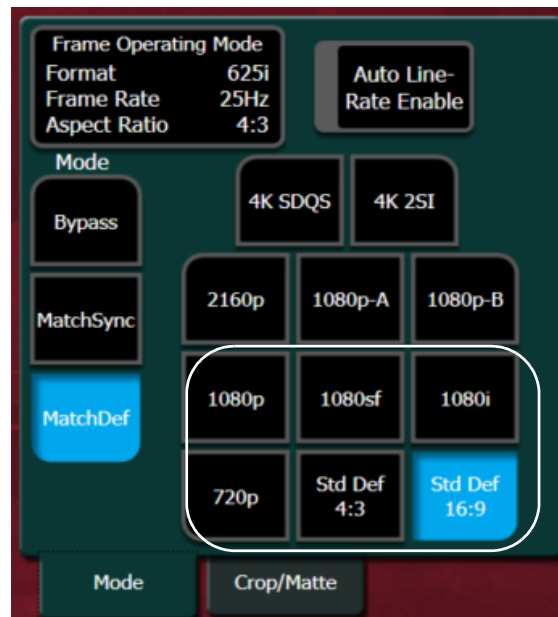 Frame Operating Mode
Format 625i
Frame Rate 25Hz
Aspect Ratio 4:3
Auto Line-
Rate Enable
Mode
Bypass
MatchSync
MatchDef
4K SDQS 4K 2SI
2160p 1080p-A 1080p-B
1080p 1080sf 1080i
720p
Std Def
4:3
Std Def
16:9
Mode Crop/Matte